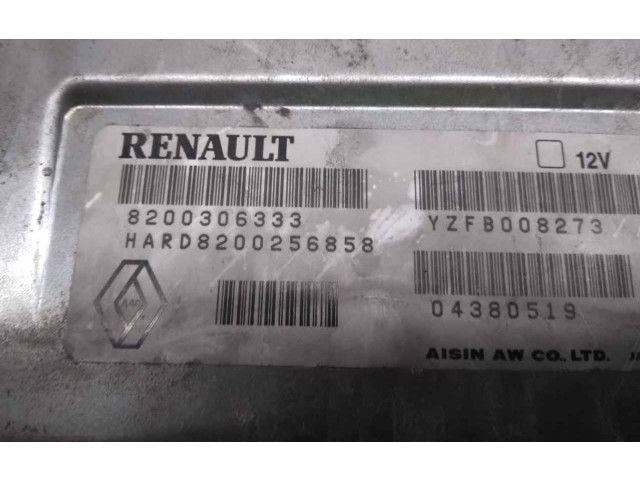 RENAULT
12V
8200306333
YZFB008273
HARD8200256858
04380519
AISIN AW CO., LTD.